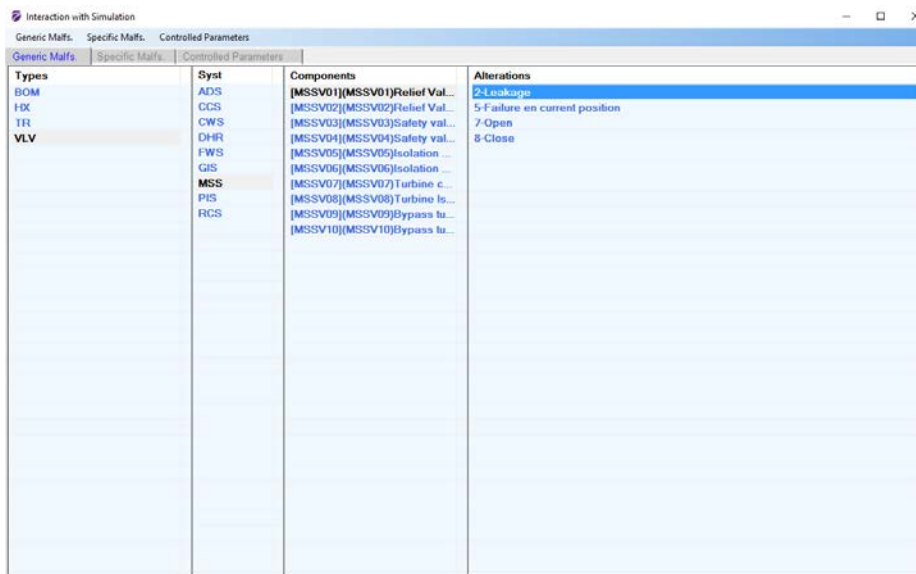 Interaction with Simulation
Generic Malfs. Specific Malfs. Controlled Parameters
Generic Malfs. Specific Malfs. Controlled Parameters
Types
BOM
HX
TR
VLV
Syst
ADS
CCS
CWS
DHR
FWS
GIS
MSS
PIS
RCS
Components
[MSSV01](MSSV01)Relief Val...
[MSSV02](MSSV02)Relief Val...
[MSSV03](MSSV03)Safety val...
[MSSV04](MSSV04)Safety val...
[MSSV05](MSSV05)Isolation ...
[MSSV06](MSSV06)Isolation ...
[MSSV07](MSSV07)Turbine c...
[MSSV08](MSSV08)Turbine Is...
[MSSV09](MSSV09)Bypass tu...
[MSSV10](MSSV10)Bypass tu...
Alterations
2-Leakage
5-Failure en current position
7-Open
8-Close